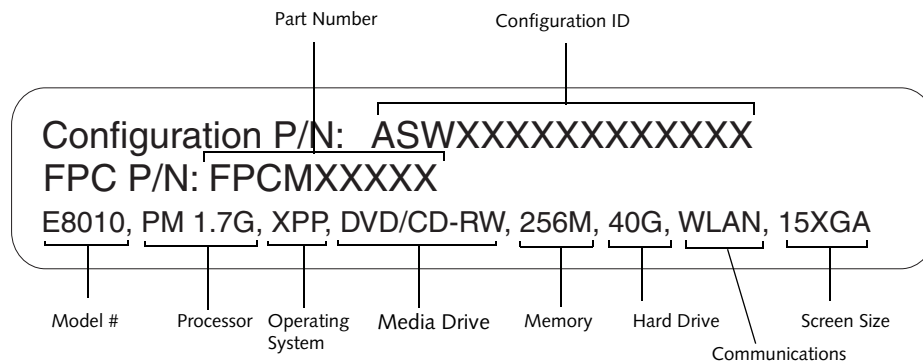 Part Number
Configuration ID
Configuration P/N: ASWXXXXXXXXXXXX
FPC P/N: FPCMXXXXX
E8010, PM 1.7G, XPP, DVD/CD-RW, 256M, 40G, WLAN, 15XGA
Model #
Processor
Operating System
Media Drive
Memory
Hard Drive
Screen Size
Communications